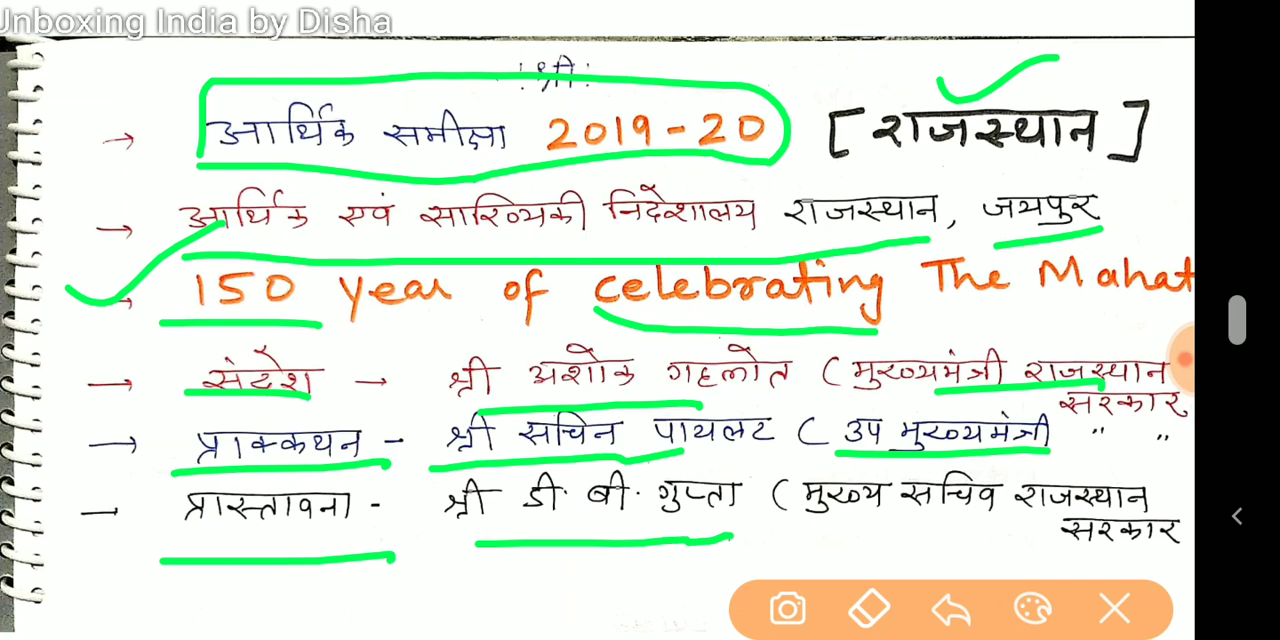 Unboxing India by Disha
:श्री:
→ आर्थिक समीक्षा 2019-20 [राजस्थान]
→ आर्थिक एवं सांख्यिकी निदेशालय राजस्थान, जयपुर
→ 150 Year of celebrating The Mahat
→ संदेश → श्री अशोक गहलोत (मुख्यमंत्री राजस्थान सरकार
→ प्राक्कथन - श्री सचिन पायलट (उप मुख्यमंत्री " "
→ प्रास्तावना - श्री डी. बी. गुप्ता (मुख्य सचिव राजस्थान सरकार